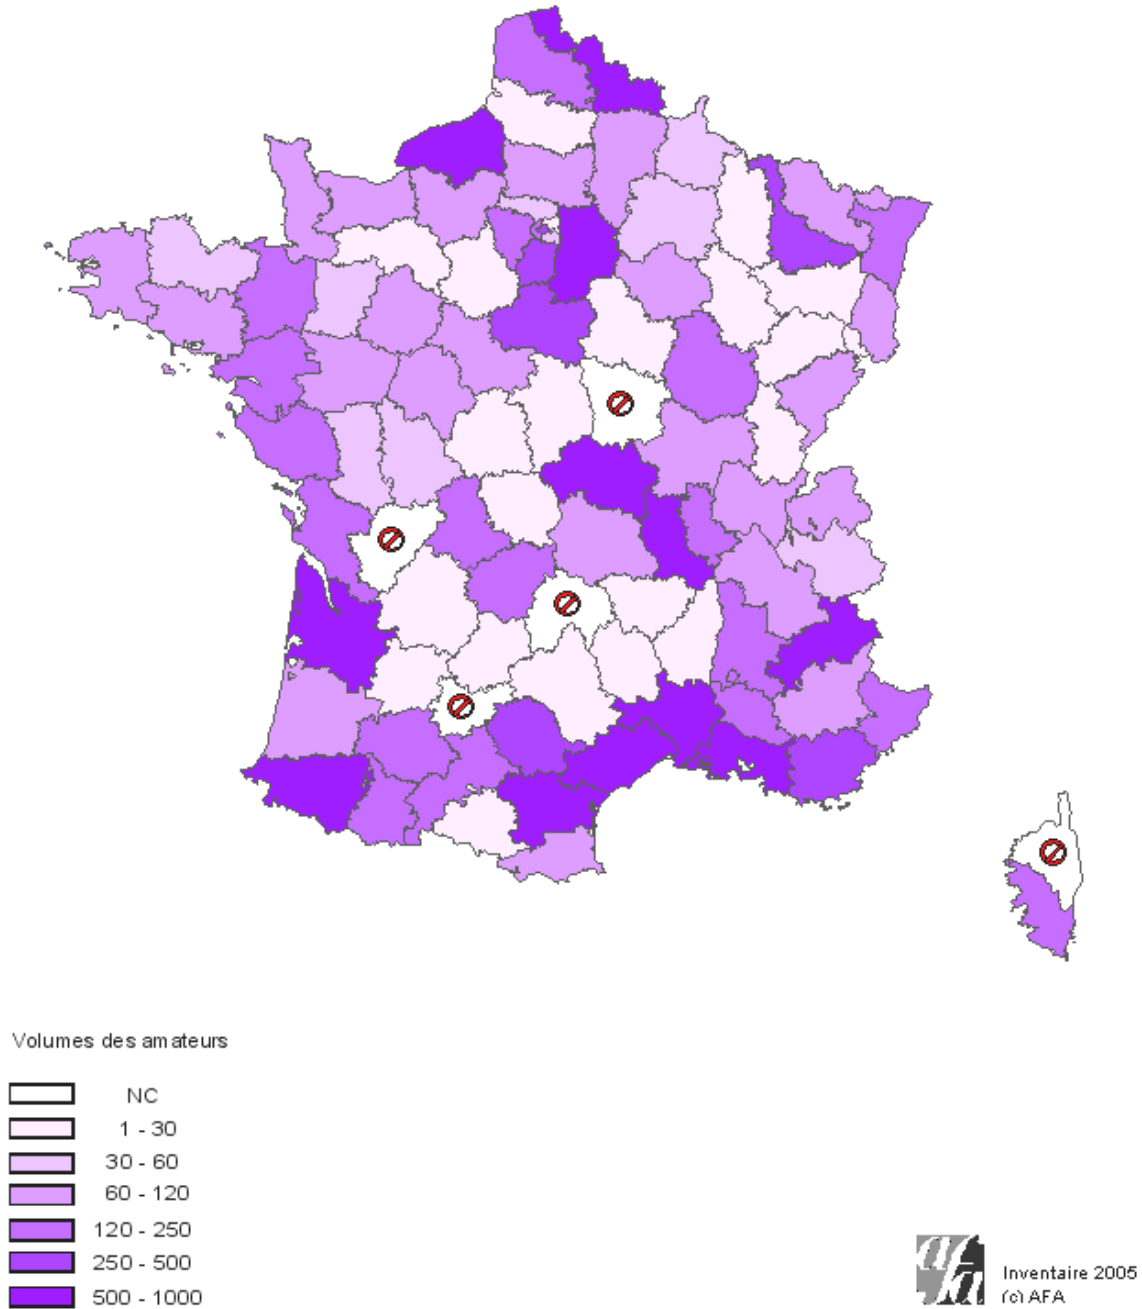 Volumes des amateurs
NC
1 - 30
30 - 60
60 - 120
120 - 250
250 - 500
500 - 1000
afa
Inventaire 2005
(c) AFA